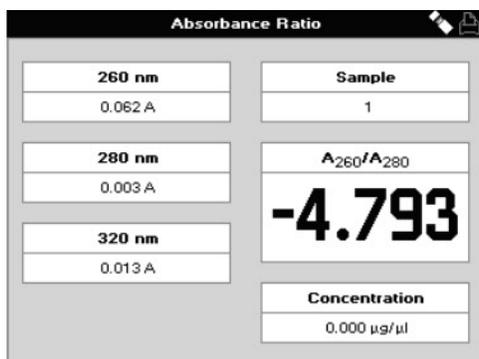 Absorbance Ratio
260 nm
0.062 A
280 nm
0.003 A
320 nm
0.013 A
Sample
1
A260/A280
-4.793
Concentration
0.000 µg/µl